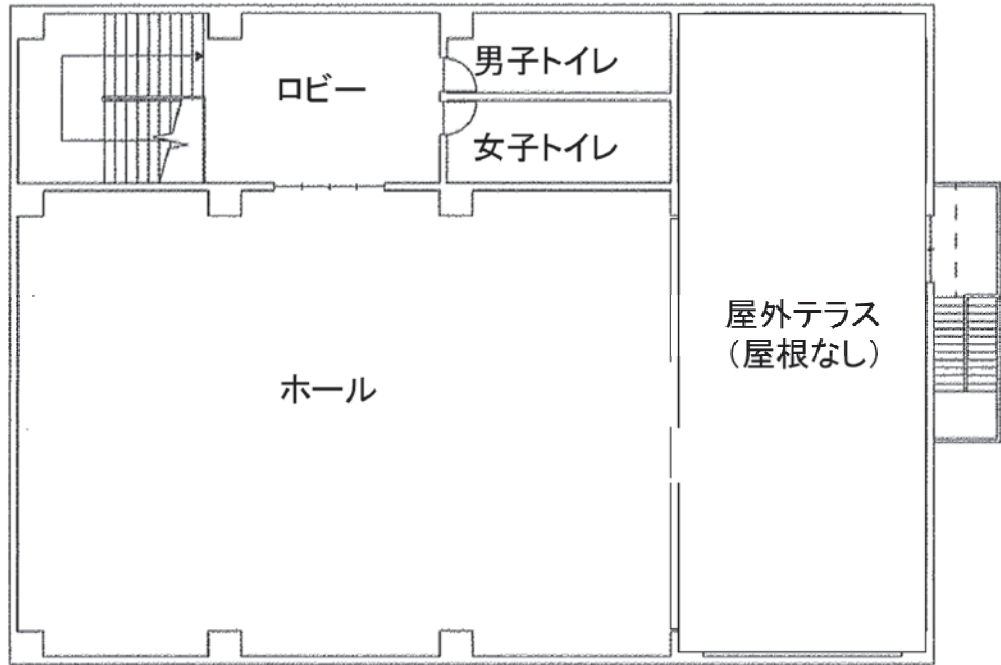 男子トイレ
ロビー
女子トイレ
屋外テラス
（屋根なし）
ホール